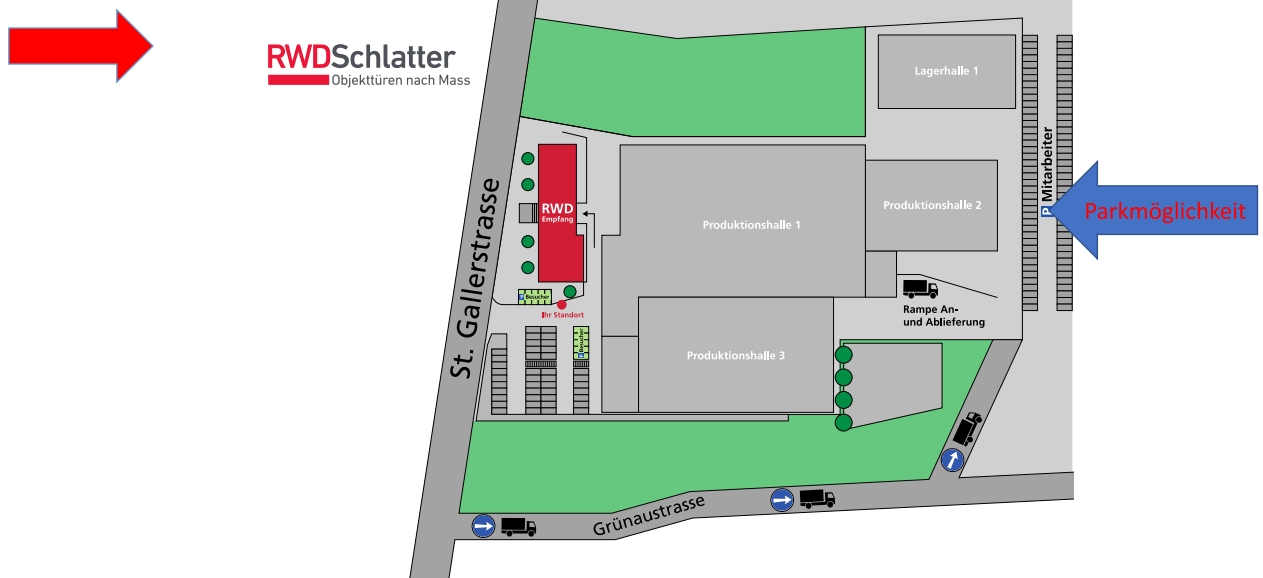 RWDSchlatter
Objekttüren nach Mass
Lagerhalle 1
P Mitarbeiter
Parkmöglichkeit
St. Gallerstrasse
RWD
Empfang
Produktionshalle 1
Produktionshalle 2
P Besucher
Ihr Standort
P Besucher
Rampe An-
und Ablieferung
Produktionshalle 3
Grünaustrasse